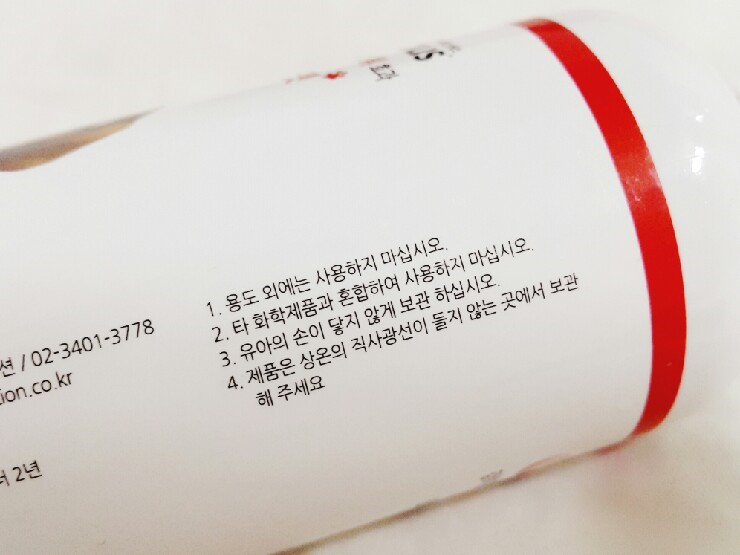 1. 용도 외에는 사용하지 마십시오.
2. 타 화학제품과 혼합하여 사용하지 마십시오.
3. 유아의 손이 닿지 않게 보관 하십시오.
4. 제품은 상온의 직사광선이 들지 않는 곳에서 보관
해 주세요
션 / 02-3401-3778
ion.co.kr
2년